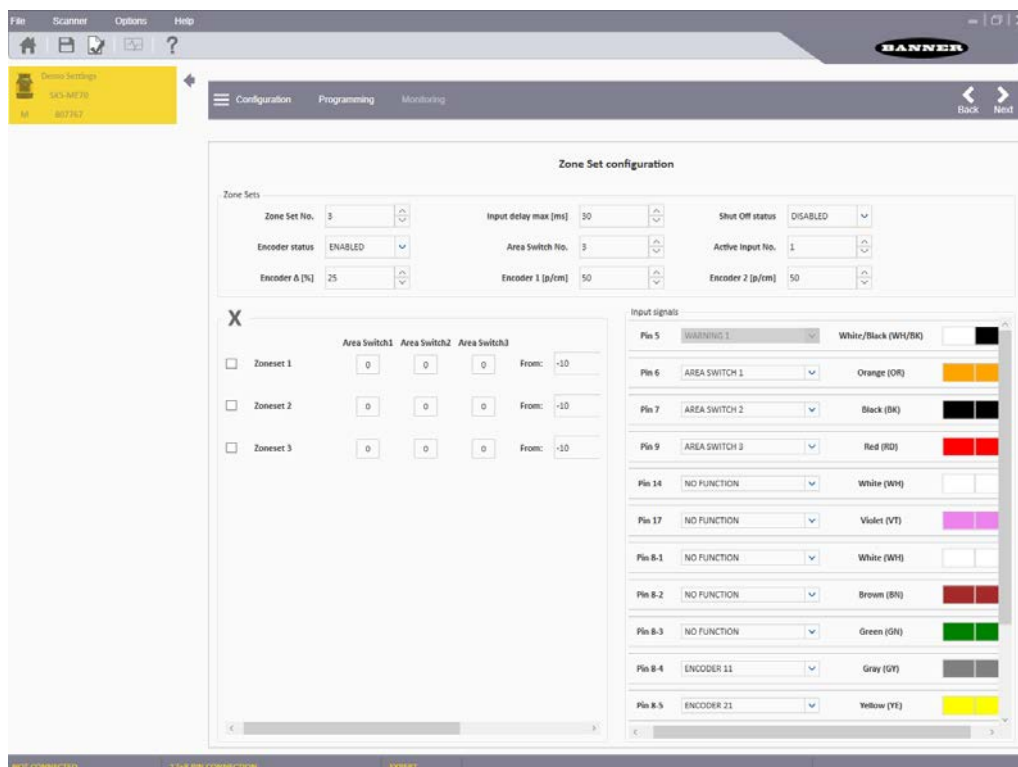 File Scanner Options Help
BANNER
Demo Settings
SX5-ME70
M 807767
Configuration Programming Monitoring Back Next
Zone Set configuration
Zone Sets
Zone Set No. 3 Input delay max [ms] 30 Shut Off status DISABLED
Encoder status ENABLED Area Switch No. 3 Active Input No. 1
Encoder Δ [%] 25 Encoder 1 [p/cm] 50 Encoder 2 [p/cm] 50
X
Area Switch1 Area Switch2 Area Switch3
Zoneset 1 0 0 0 From: -10
Zoneset 2 0 0 0 From: -10
Zoneset 3 0 0 0 From: -10
Input signals
Pin 5 WARNING 1 White/Black (WH/BK)
Pin 6 AREA SWITCH 1 Orange (OR)
Pin 7 AREA SWITCH 2 Black (BK)
Pin 9 AREA SWITCH 3 Red (RD)
Pin 14 NO FUNCTION White (WH)
Pin 17 NO FUNCTION Violet (VT)
Pin 8-1 NO FUNCTION White (WH)
Pin 8-2 NO FUNCTION Brown (BN)
Pin 8-3 NO FUNCTION Green (GN)
Pin 8-4 ENCODER 11 Gray (GY)
Pin 8-5 ENCODER 21 Yellow (YE)
NOT CONNECTED PIN CONNECTION EXPERT